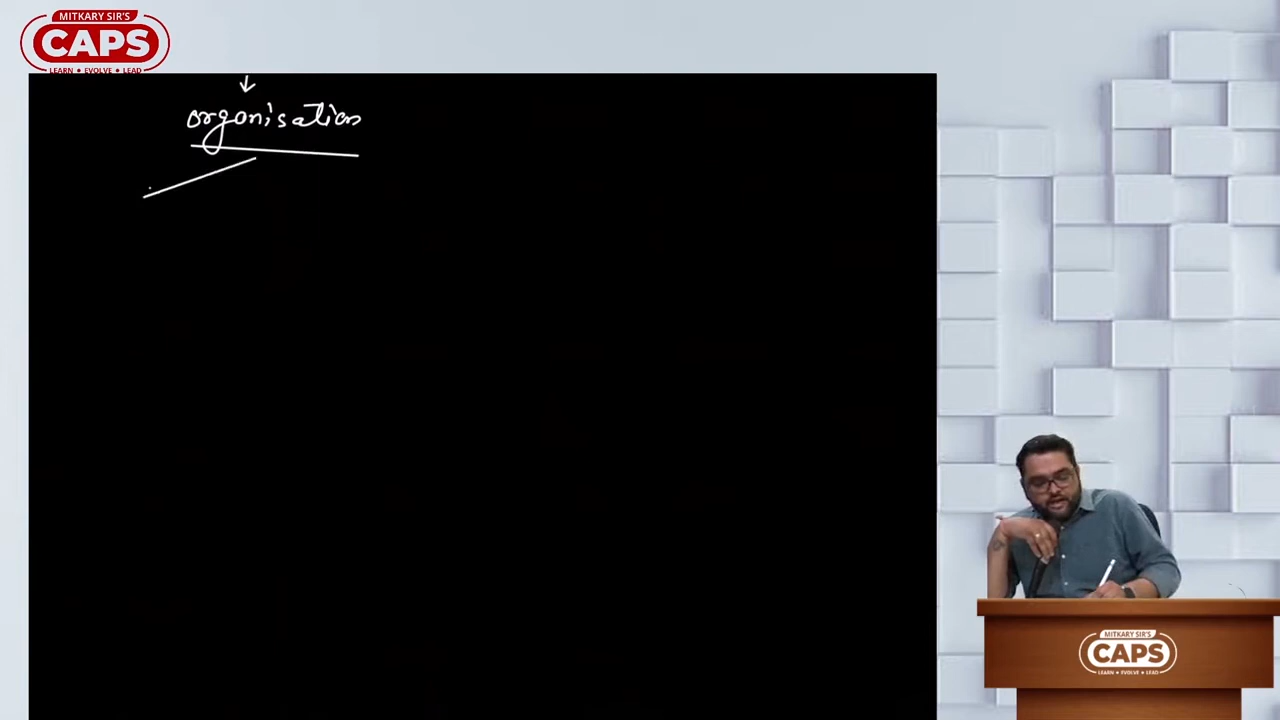 MITKARY SIR'S
CAPS
LEARN • EVOLVE • LEAD
organisation
MITKARY SIR'S
CAPS
LEARN • EVOLVE • LEAD